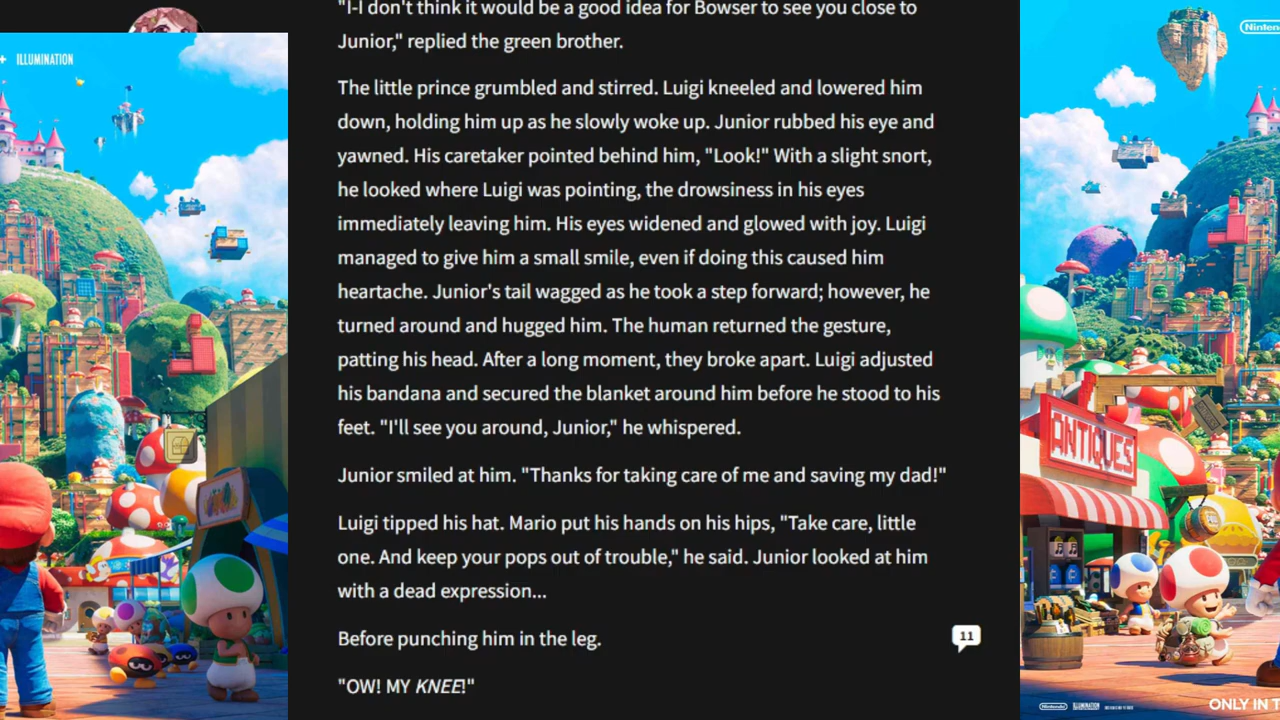 ILLUMINATION
Ninten
"I-I don't think it would be a good idea for Bowser to see you close to
Junior," replied the green brother.
The little prince grumbled and stirred. Luigi kneeled and lowered him
down, holding him up as he slowly woke up. Junior rubbed his eye and
yawned. His caretaker pointed behind him, "Look!" With a slight snort,
he looked where Luigi was pointing, the drowsiness in his eyes
immediately leaving him. His eyes widened and glowed with joy. Luigi
managed to give him a small smile, even if doing this caused him
heartache. Junior's tail wagged as he took a step forward; however, he
turned around and hugged him. The human returned the gesture,
patting his head. After a long moment, they broke apart. Luigi adjusted
his bandana and secured the blanket around him before he stood to his
feet. "I'll see you around, Junior," he whispered.
Junior smiled at him. "Thanks for taking care of me and saving my dad!"
Luigi tipped his hat. Mario put his hands on his hips, "Take care, little
one. And keep your pops out of trouble," he said. Junior looked at him
with a dead expression...
Before punching him in the leg.
11
"OW! MY KNEE!"
ANTIQUES
Nintendo
ILLUMINATION
ONLY IN T